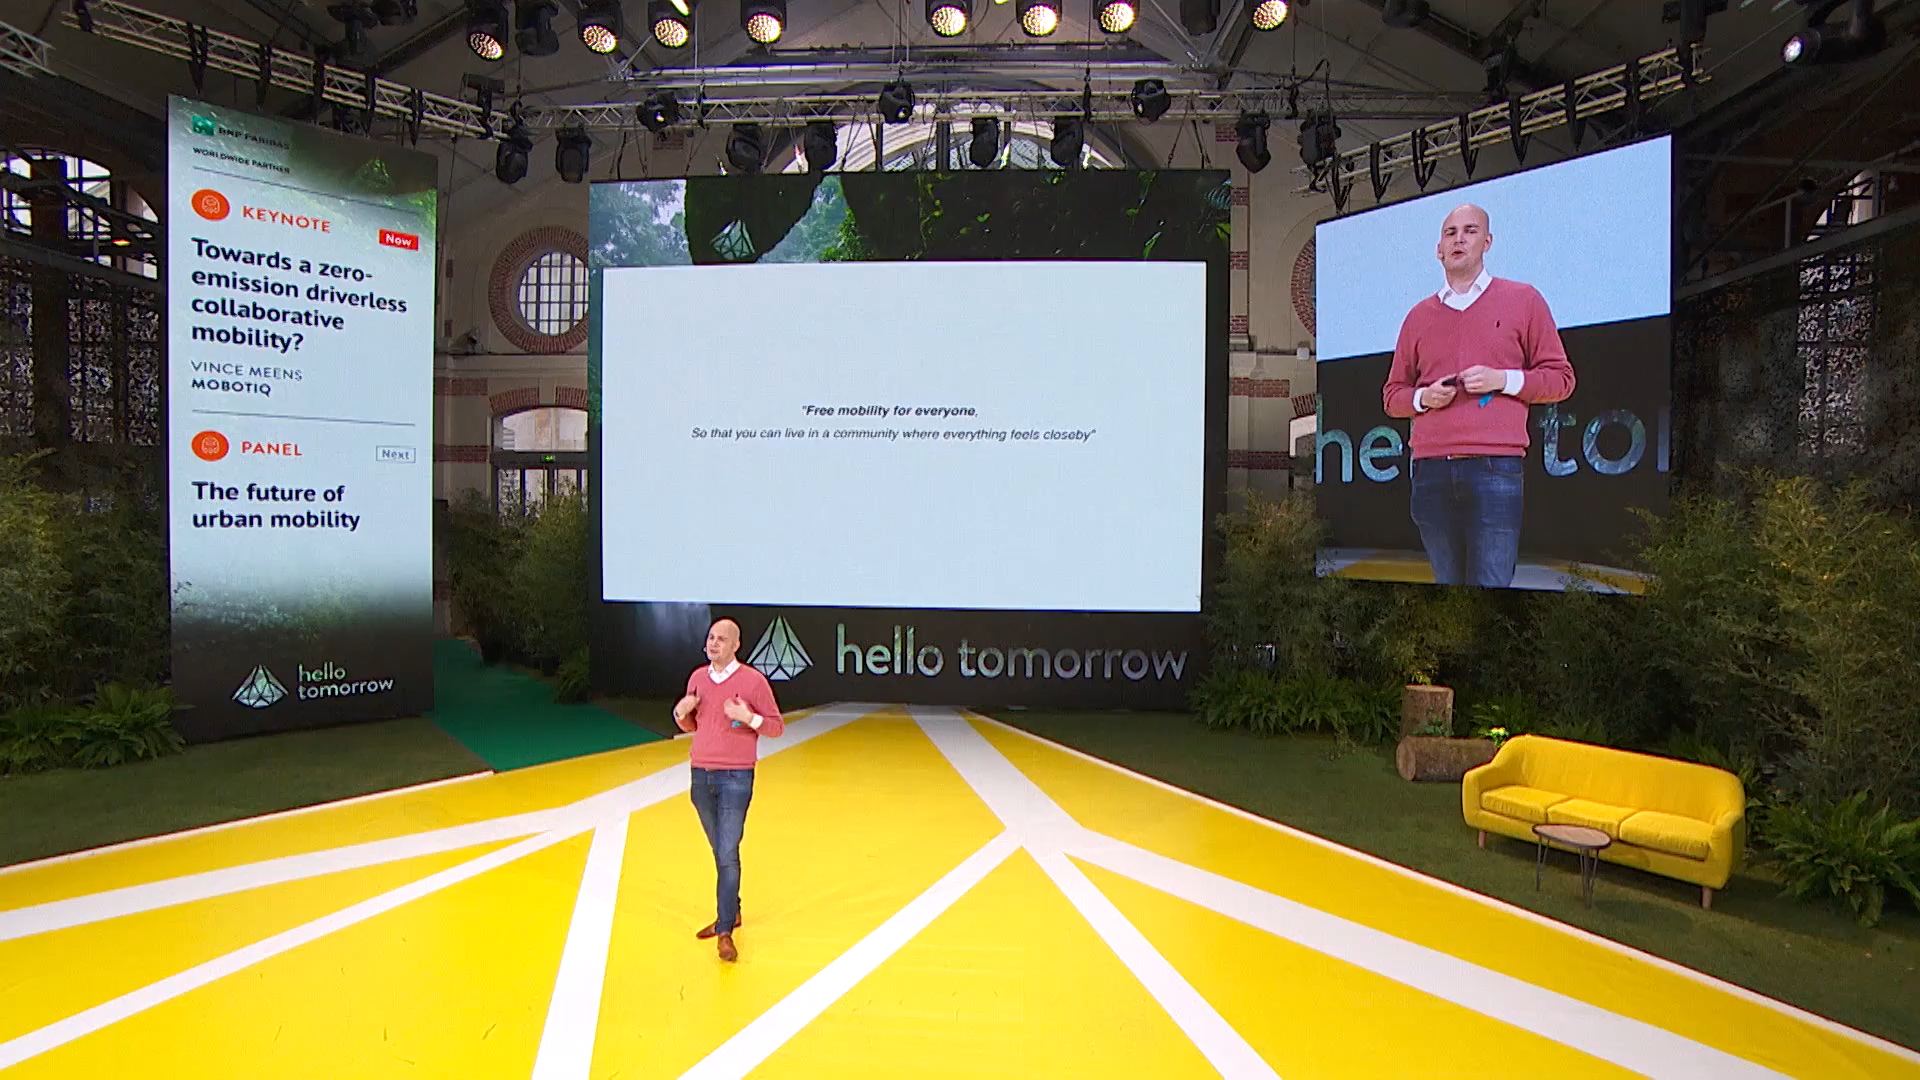 BNP PARIBAS
WORLDWIDE PARTNER
KEYNOTE
Now
Towards a zero-
emission driverless
collaborative
mobility?
VINCE MEENS
MOBOTIQ
PANEL
Next
The future of
urban mobility
hello
tomorrow
"Free mobility for everyone,
So that you can live in a community where everything feels closeby"
hello tomorrow
he to